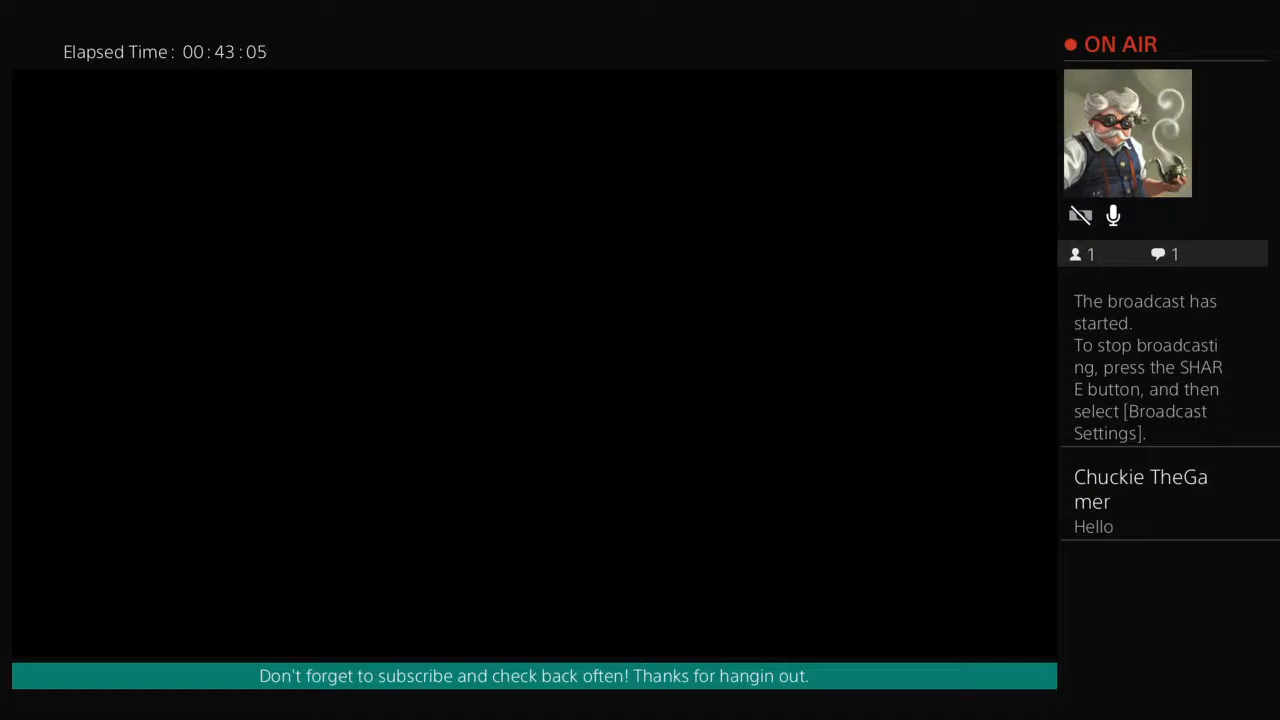 Elapsed Time: 00:43:05
ON AIR
1 1
The broadcast has
started.
To stop broadcasti
ng, press the SHAR
E button, and then
select [Broadcast
Settings].
Chuckie TheGa
mer
Hello
Don't forget to subscribe and check back often! Thanks for hangin out.